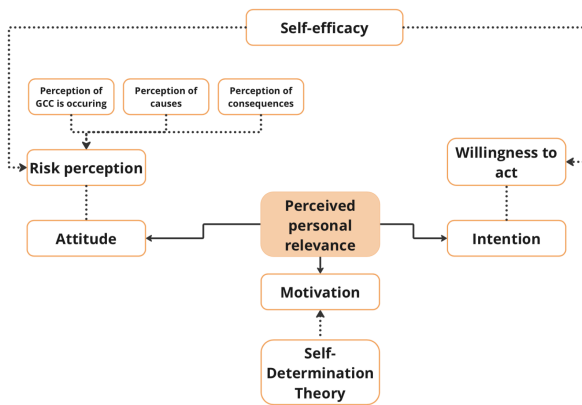 Self-efficacy
Perception of
GCC is occuring
Perception of
causes
Perception of
consequences
Risk perception
Willingness to
act
Perceived
personal
relevance
Attitude
Intention
Motivation
Self-
Determination
Theory